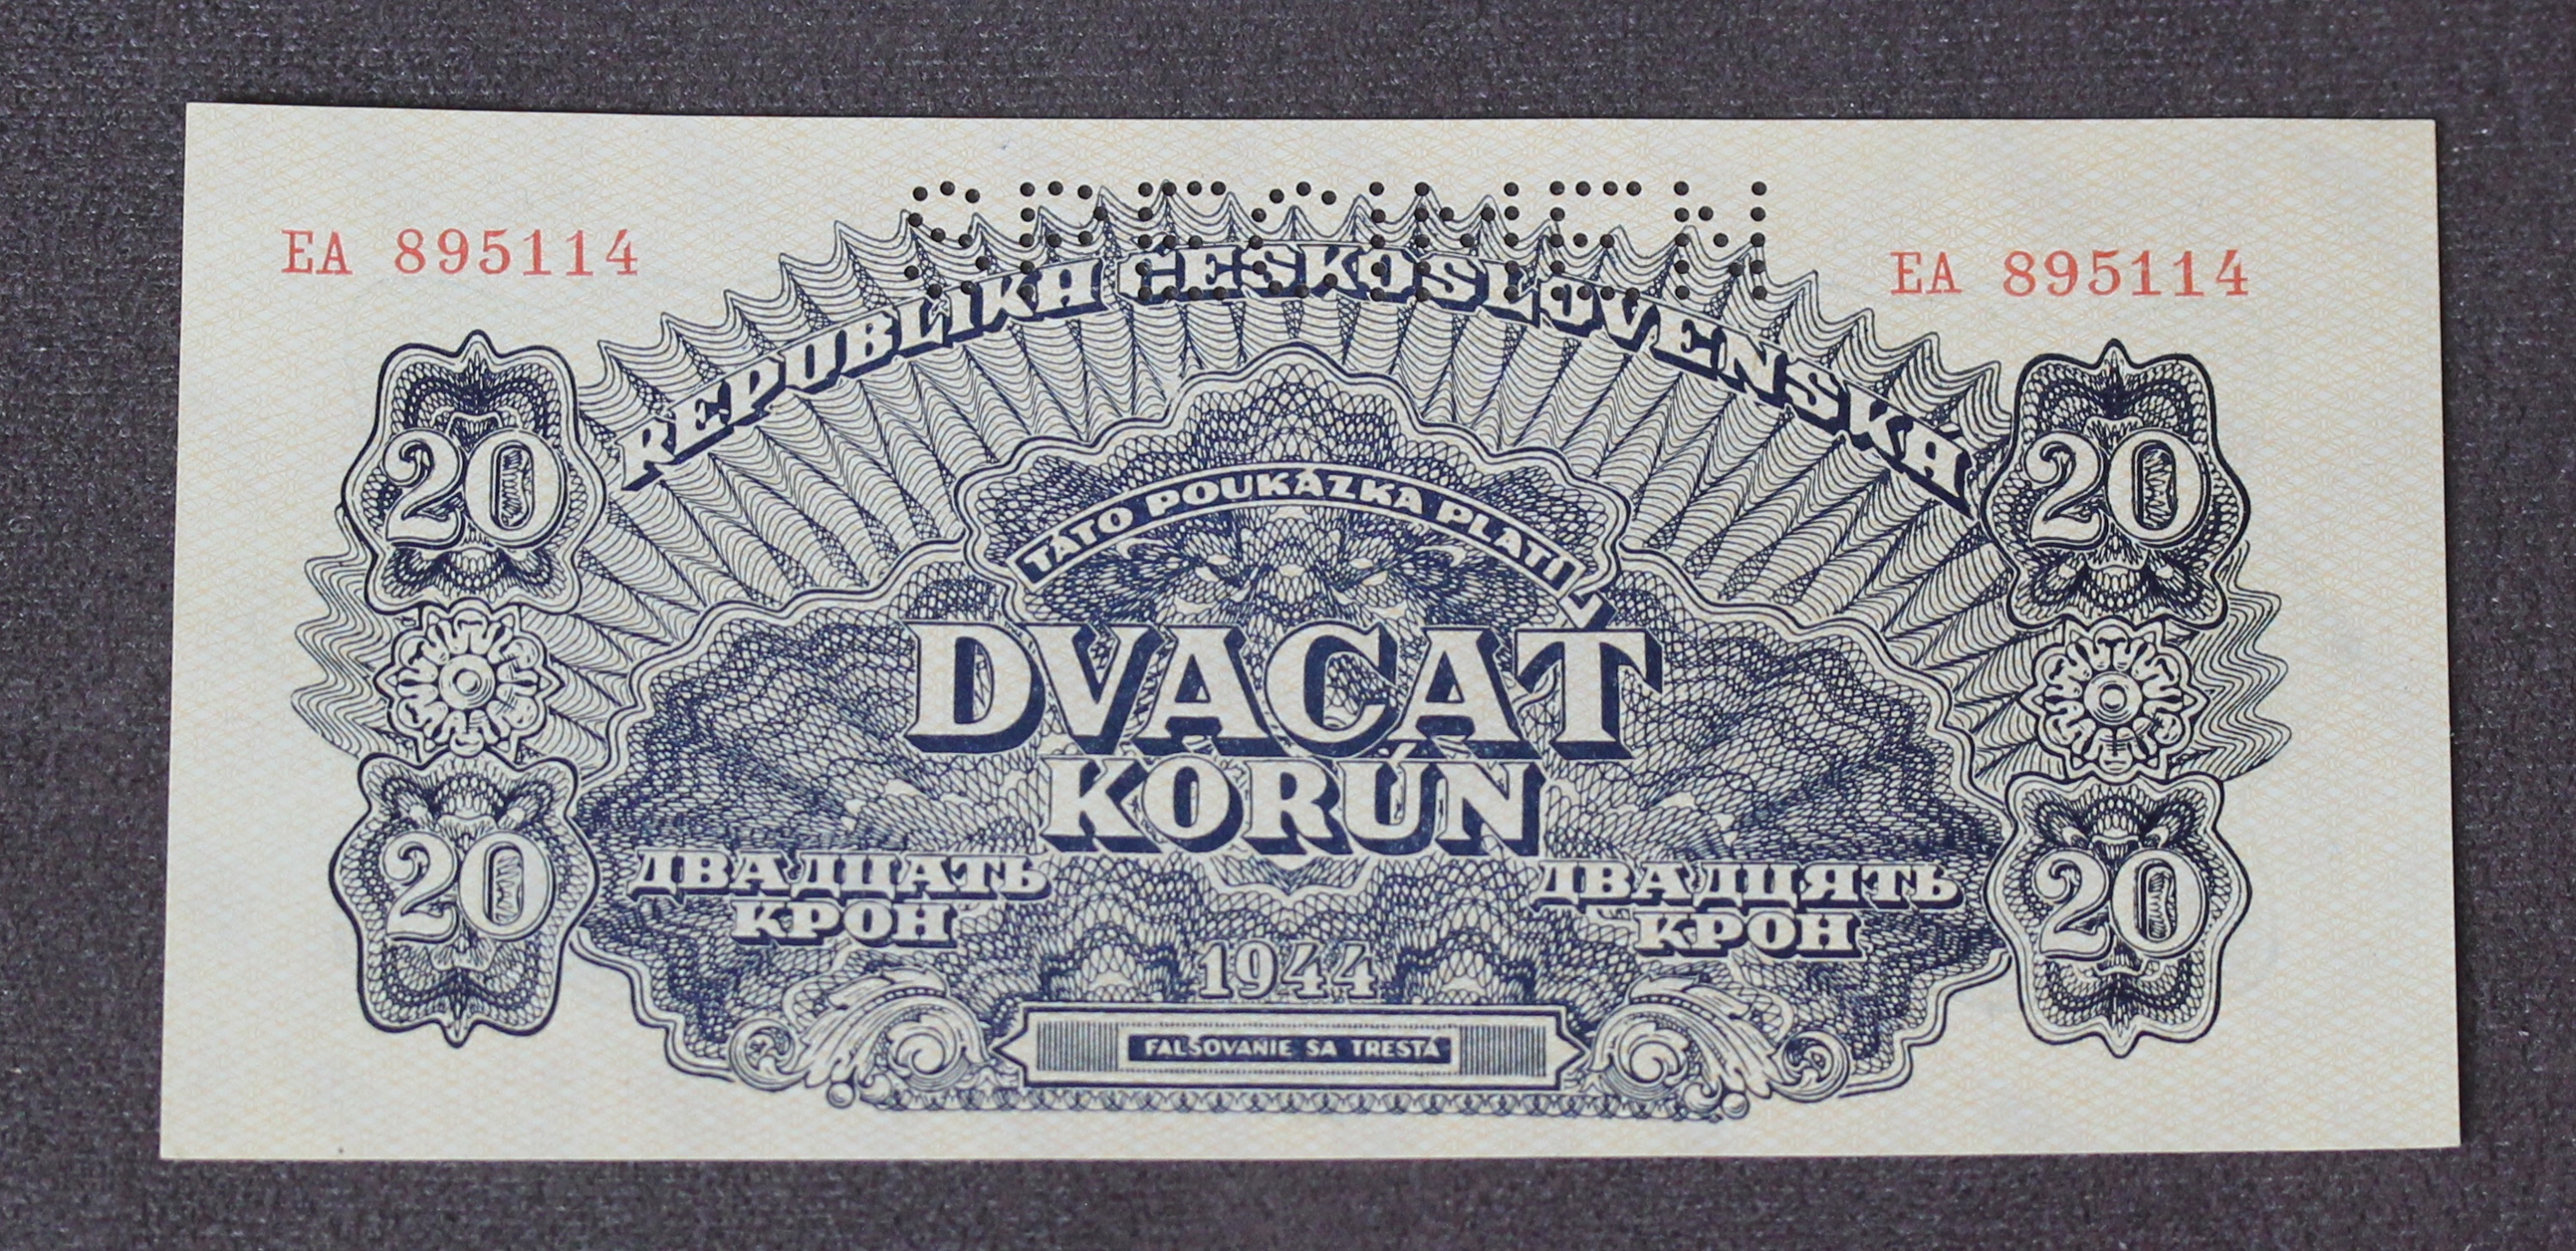 SPECIMEN
EA 895114
EA 895114
REPUBLIKA ČESKOSLOVENSKÁ
20
20
TÁTO POUKÁZKA PLATÍ
DVACAŤ
KORÚN
ДВАДЦАТЬ
КРОН
ДВАДЦЯТЬ
КРОН
20
20
1944
FALŠOVANIE SA TRESTÁ